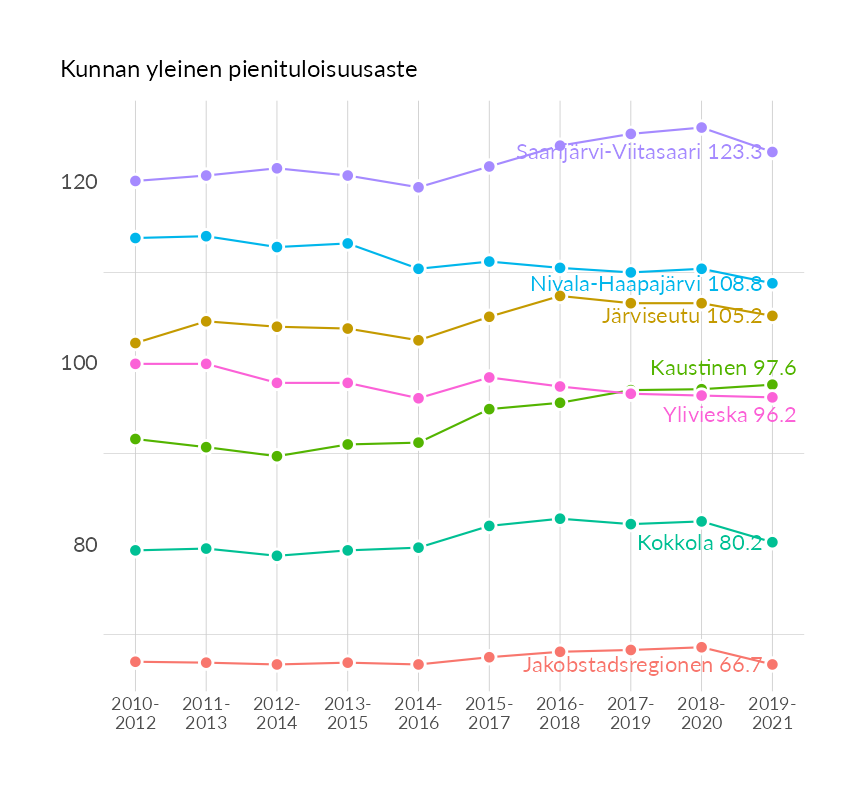 Kunnan yleinen pienituloisuusaste
120
100
80
Saarijärvi-Viitasaari 123.3
Nivala-Haapajärvi 108.8
Järviseutu 105.2
Kaustinen 97.6
Ylivieska 96.2
Kokkola 80.2
Jakobstadsregionen 66.7
2010- 2011- 2012- 2013- 2014- 2015- 2016- 2017- 2018- 2019-
2012 2013 2014 2015 2016 2017 2018 2019 2020 2021